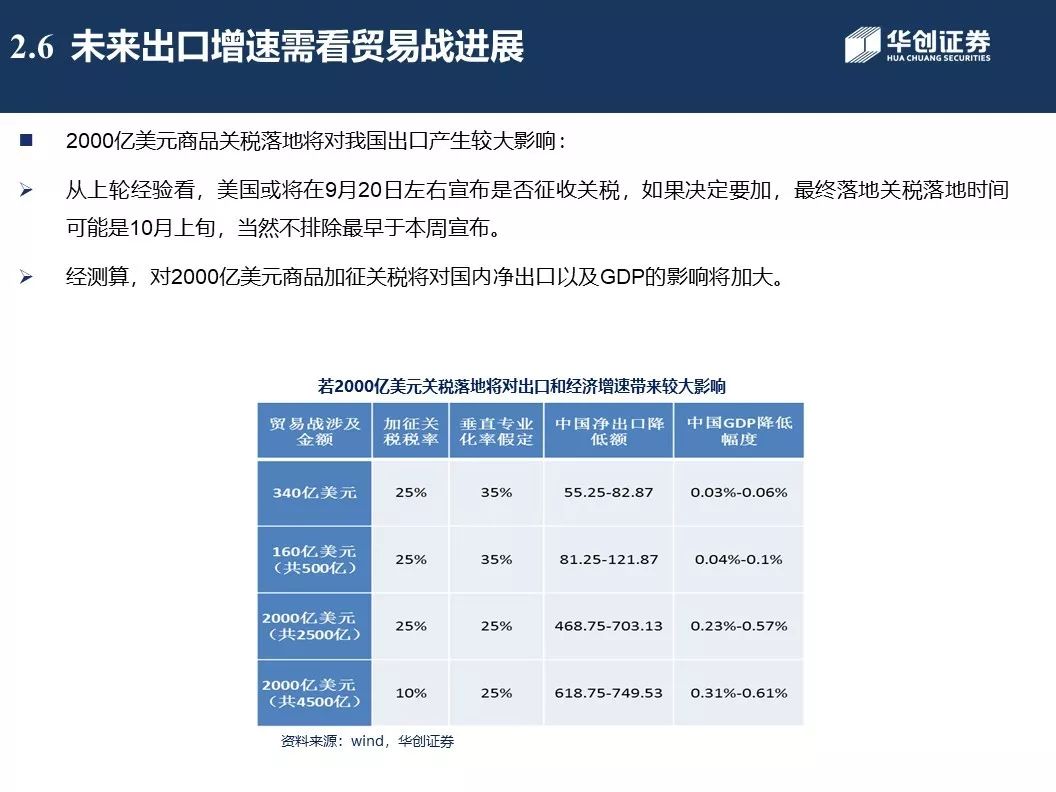 2.6 未来出口增速需看贸易战进展
华创证券
HUA CHUANG SECURITIES
2000亿美元商品关税落地将对我国出口产生较大影响：
从上轮经验看，美国或将在9月20日左右宣布是否征收关税，如果决定要加，最终落地关税落地时间
可能是10月上旬，当然不排除最早于本周宣布。
经测算，对2000亿美元商品加征关税将对国内净出口以及GDP的影响将加大。
若2000亿美元关税落地将对出口和经济增速带来较大影响
贸易战涉及
金额
加征关
税税率
垂直专业
化率假定
中国净出口降
低额
中国GDP降低
幅度
340亿美元 25% 35% 55.25-82.87 0.03%-0.06%
160亿美元
（共500亿）
25% 35% 81.25-121.87 0.04%-0.1%
2000亿美元
（共2500亿）
25% 25% 468.75-703.13 0.23%-0.57%
2000亿美元
（共4500亿）
10% 25% 618.75-749.53 0.31%-0.61%
资料来源：wind，华创证券